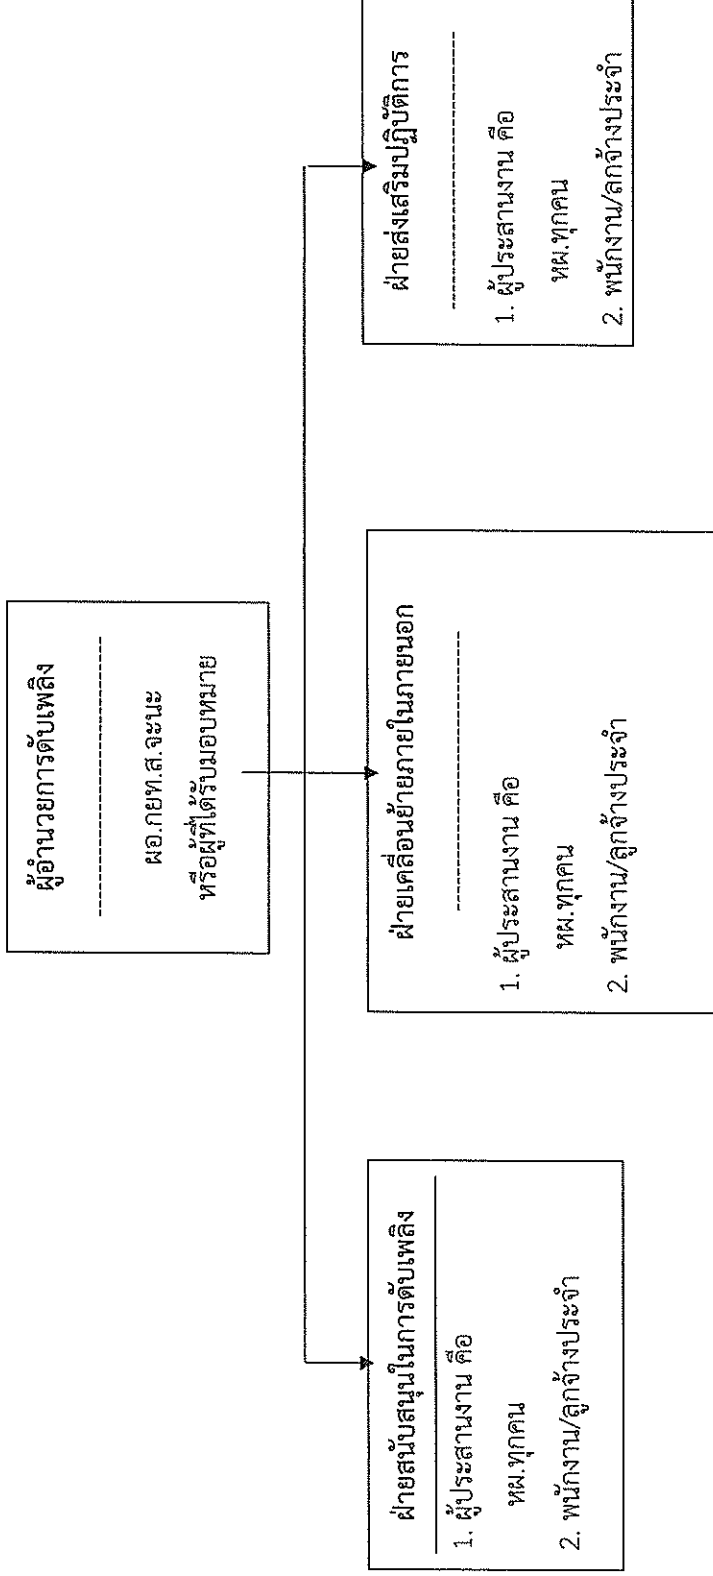 ผู้อำนวยการดับเพลิง
ผอ.กยท.ส.จะนะ
หรือผู้ที่ได้รับมอบหมาย
ฝ่ายสนับสนุนในการดับเพลิง
1. ผู้ประสานงาน คือ
หผ.ทุกคน
2. พนักงาน/ลูกจ้างประจำ
ฝ่ายเคลื่อนย้ายภายในภายนอก
1. ผู้ประสานงาน คือ
หผ.ทุกคน
2. พนักงาน/ลูกจ้างประจำ
ฝ่ายส่งเสริมปฏิบัติการ
1. ผู้ประสานงาน คือ
หผ.ทุกคน
2. พนักงาน/ลูกจ้างประจำ